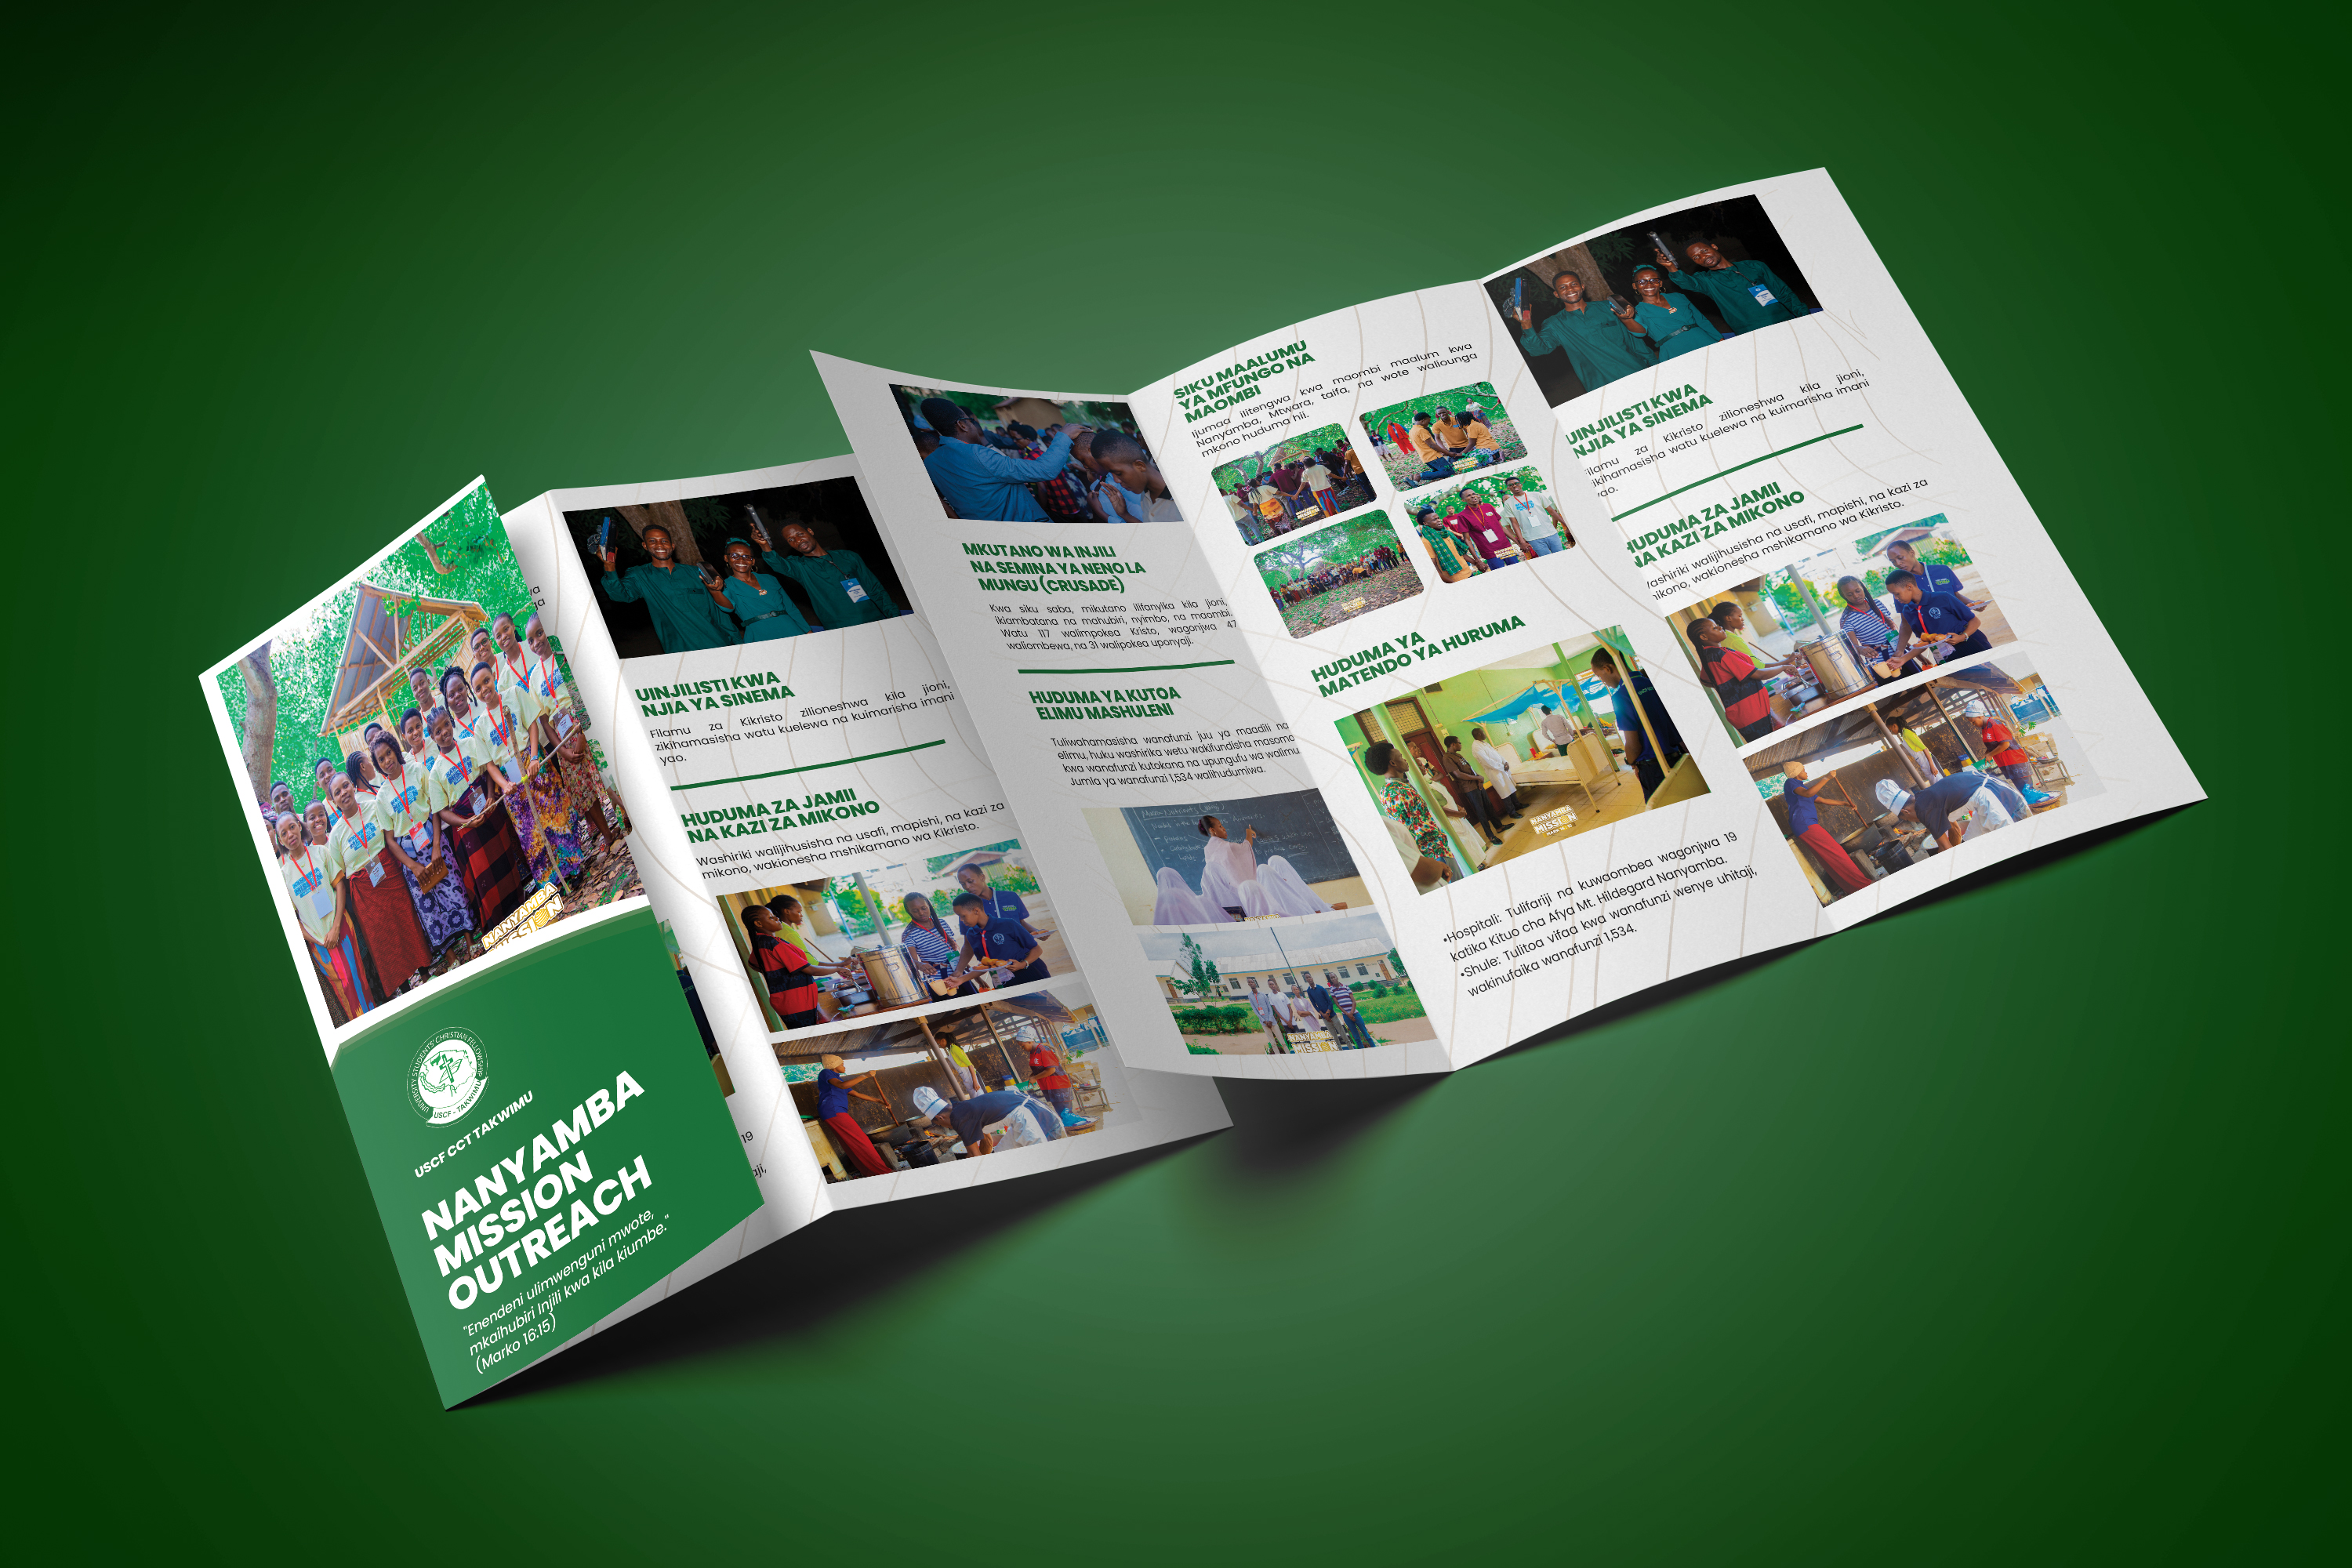 UNIVERSITY STUDENTS' CHRISTIAN FELLOWSHIP
USCF - TAKWIMU
USCF CCT TAKWIMU
NANYAMBA
MISSION
OUTREACH
"Enendeni ulimwenguni mwote,
mkaihubiri Injili kwa kila kiumbe."
(Marko 16:15)
NANYAMBA
MISSION
19
UINJILISTI KWA
NJIA YA SINEMA
Filamu za Kikristo zilioneshwa kila jioni,
zikihamasisha watu kuelewa na kuimarisha imani
yao.
HUDUMA ZA JAMII
NA KAZI ZA MIKONO
Washiriki walijihusisha na usafi, mapishi, na kazi za
mikono, wakionesha mshikamano wa Kikristo.
MKUTANO WA INJILI
NA SEMINA YA NENO LA
MUNGU (CRUSADE)
Kwa siku saba, mikutano ilifanyika kila jioni,
ikiambatana na mahubiri, nyimbo, na maombi.
Watu 117 walimpokea Kristo, wagonjwa 47
waliombewa, na 31 walipokea uponyaji.
HUDUMA YA KUTOA
ELIMU MASHULENI
Tuliwahamasisha wanafunzi juu ya maadili na
elimu, huku washirika wetu wakifundisha masomo
kwa wanafunzi kutokana na upungufu wa walimu.
Jumla ya wanafunzi 1,534 walihudumiwa.
NANYAMBA
MISSION
SIKU MAALUMU
YA MFUNGO NA
MAOMBI
Ijumaa ilitengwa kwa maombi maalum kwa
Nanyamba, Mtwara, taifa, na wote waliounga
mkono huduma hii.
HUDUMA YA
MATENDO YA HURUMA
NANYAMBA
MISSION
•Hospitali: Tulifariji na kuwaombea wagonjwa 19
katika Kituo cha Afya Mt. Hildegard Nanyamba.
•Shule: Tulitoa vifaa kwa wanafunzi wenye uhitaji,
wakinufaika wanafunzi 1,534.
UINJILISTI KWA
NJIA YA SINEMA
Filamu za Kikristo zilioneshwa kila jioni,
zikihamasisha watu kuelewa na kuimarisha imani
yao.
HUDUMA ZA JAMII
NA KAZI ZA MIKONO
Washiriki walijihusisha na usafi, mapishi, na kazi za
mikono, wakionesha mshikamano wa Kikristo.